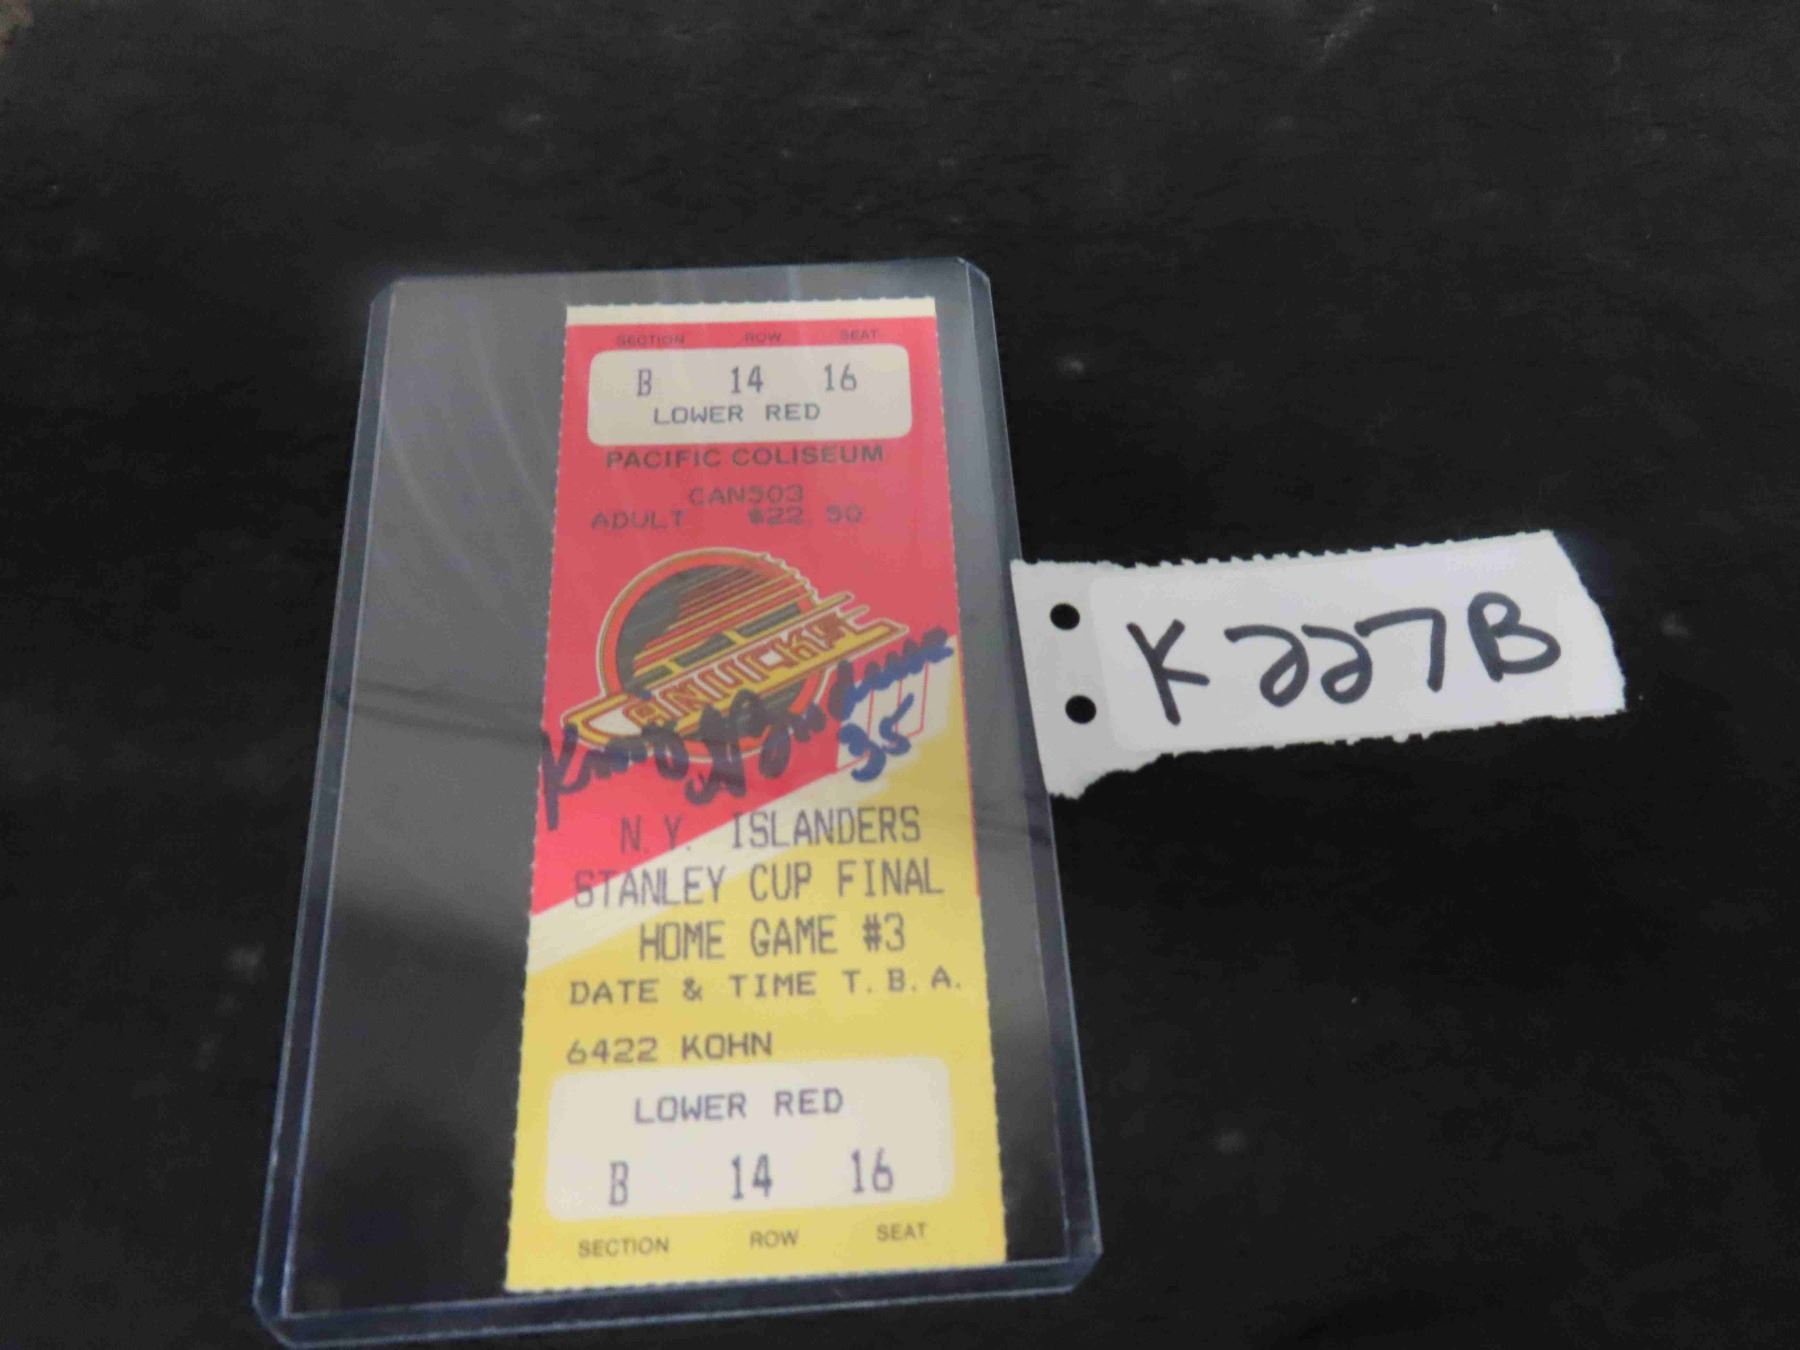 SECTION ROW SEAT
B 14 16
LOWER RED
PACIFIC COLISEUM
CAN503
ADULT $22.50
CANUCKS
35
N.Y. ISLANDERS
STANLEY CUP FINAL
HOME GAME #3
DATE & TIME T.B.A.
6422 KOHN
LOWER RED
B 14 16
SECTION ROW SEAT
K227B